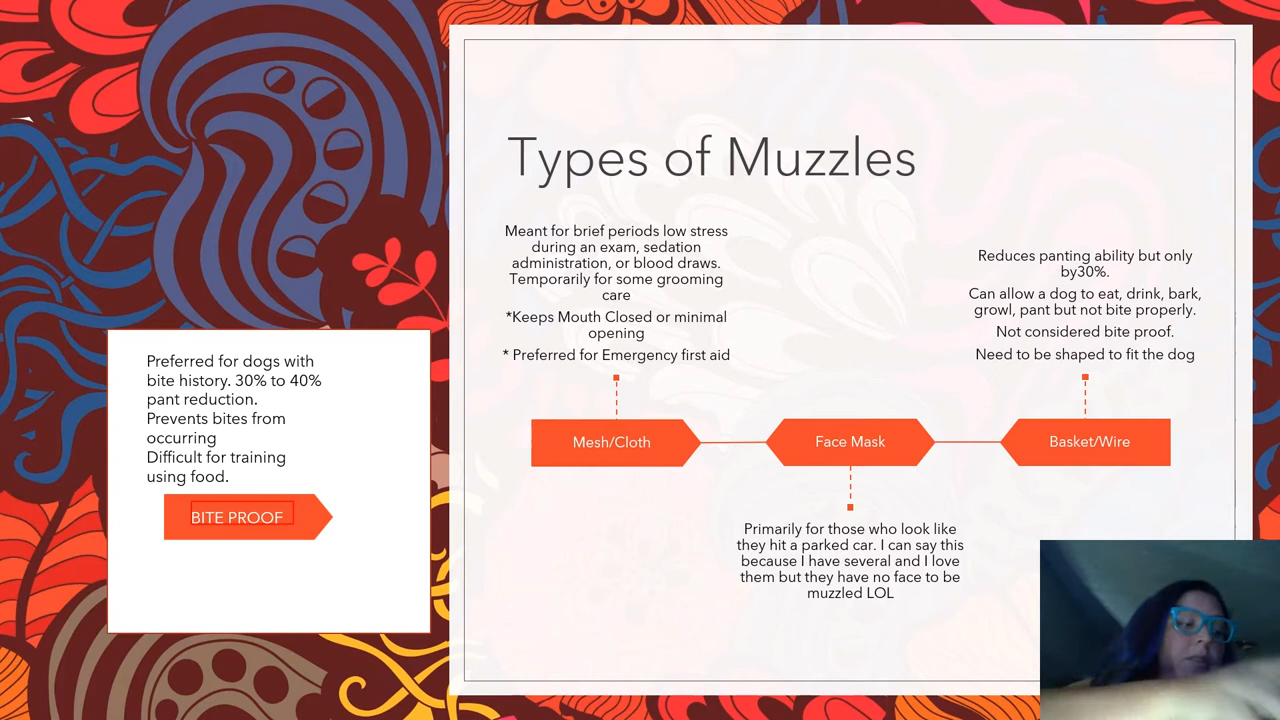 Types of Muzzles
Meant for brief periods low stress
during an exam, sedation
administration, or blood draws.
Temporarily for some grooming
care
*Keeps Mouth Closed or minimal
opening
* Preferred for Emergency first aid
Reduces panting ability but only
by30%.
Can allow a dog to eat, drink, bark,
growl, pant but not bite properly.
Not considered bite proof.
Need to be shaped to fit the dog
Mesh/Cloth
Face Mask
Basket/Wire
Primarily for those who look like
they hit a parked car. I can say this
because I have several and I love
them but they have no face to be
muzzled LOL
Preferred for dogs with
bite history. 30% to 40%
pant reduction.
Prevents bites from
occurring
Difficult for training
using food.
BITE PROOF